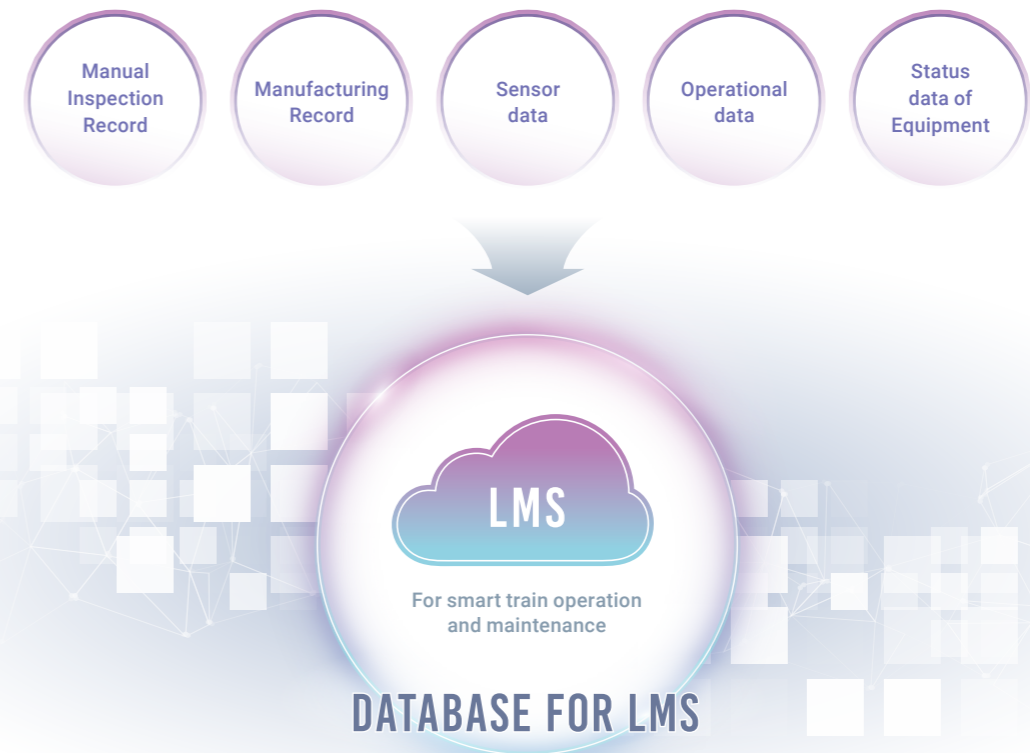 Manual
Inspection
Record
Manufacturing
Record
Sensor
data
Operational
data
Status
data of
Equipment
LMS
For smart train operation
and maintenance
DATABASE FOR LMS